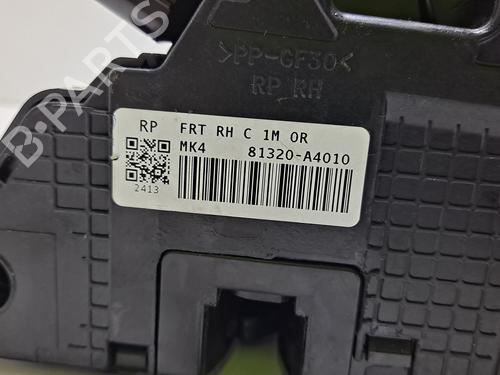 >PP-GF30<
RP RH
RP FRT RH C 1M OR
MK4 81320-A4010
2413
B-PARTS